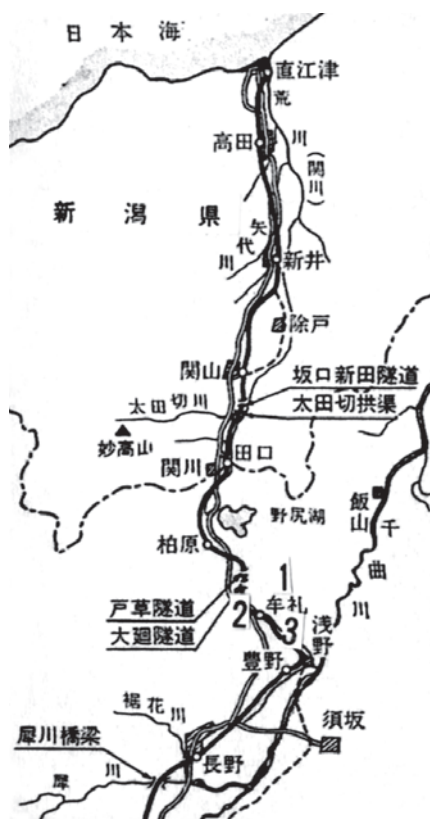 日本海
直江津
荒川
(関川)
高田
新潟県
矢代川
新井
除戸
関山
坂口新田隧道
太田切川
太田切拱渠
妙高山
田口
関川
飯山
野尻湖
千曲川
柏原
1
戸草隧道
2
牟礼
3
大廻隧道
浅野
豊野
裾花川
須坂
犀川橋梁
長野
犀川